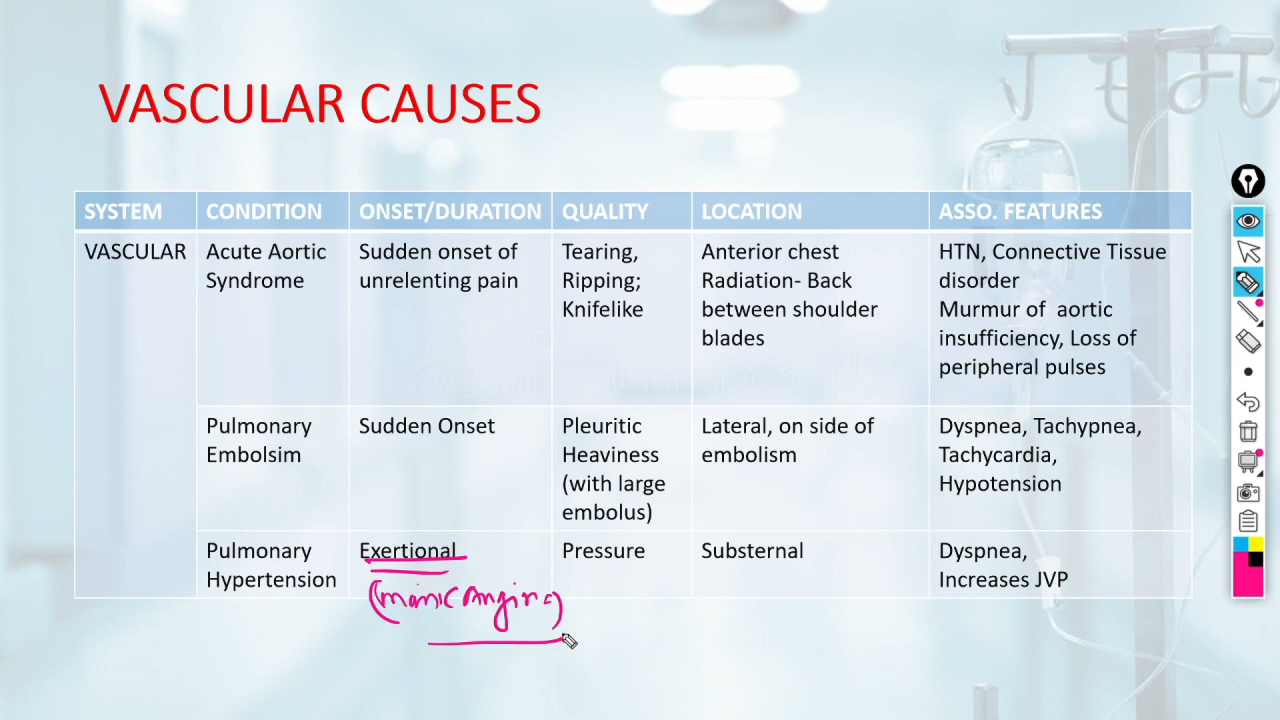 VASCULAR CAUSES
SYSTEM CONDITION ONSET/DURATION QUALITY LOCATION ASSO. FEATURES
VASCULAR
Acute Aortic
Syndrome
Sudden onset of
unrelenting pain
Tearing,
Ripping;
Knifelike
Anterior chest
Radiation- Back
between shoulder
blades
HTN, Connective Tissue
disorder
Murmur of aortic
insufficiency, Loss of
peripheral pulses
Pulmonary
Embolsim
Sudden Onset
Pleuritic
Heaviness
(with large
embolus)
Lateral, on side of
embolism
Dyspnea, Tachypnea,
Tachycardia,
Hypotension
Pulmonary
Hypertension
Exertional
(mimic Angina)
Pressure
Substernal
Dyspnea,
Increases JVP